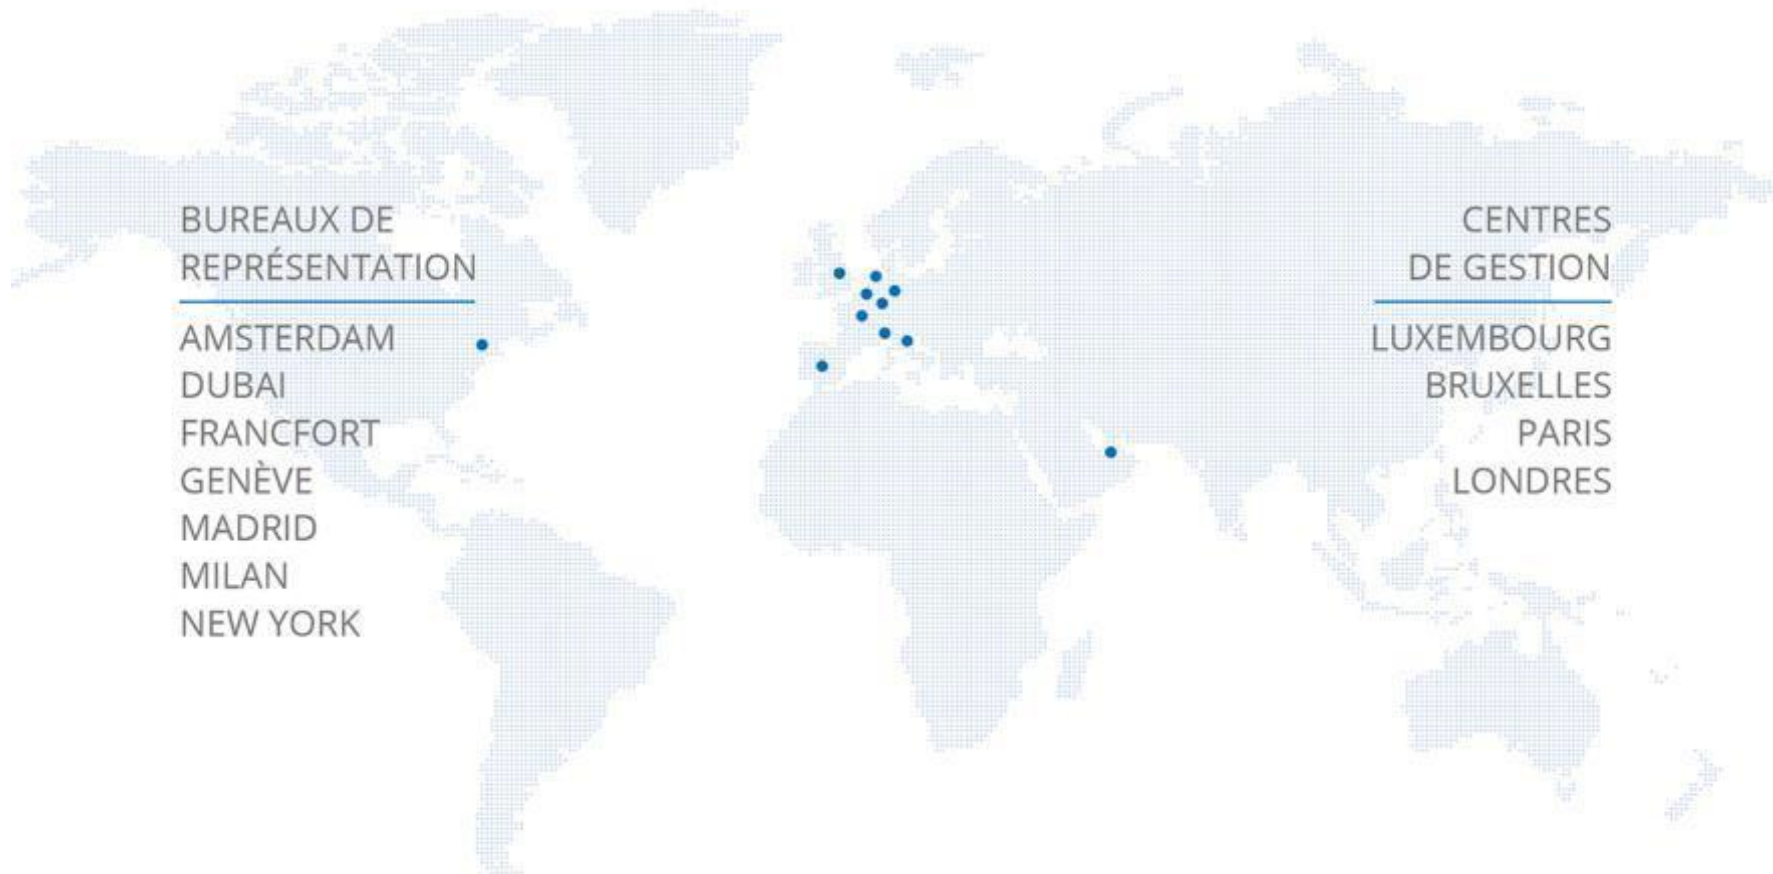 BUREAUX DE
REPRÉSENTATION
AMSTERDAM
DUBAI
FRANCFORT
GENÈVE
MADRID
MILAN
NEW YORK
CENTRES
DE GESTION
LUXEMBOURG
BRUXELLES
PARIS
LONDRES